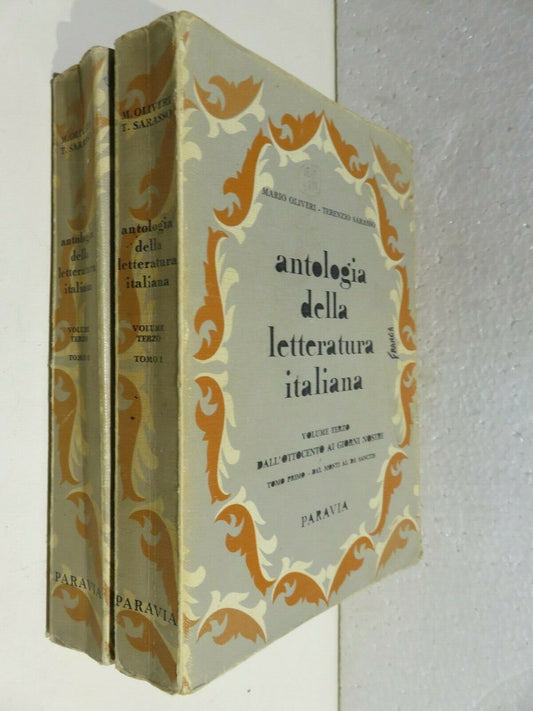 M. OLIVERI
T. SARASSO
antologia
della
letteratura
italiana
VOLUME
TERZO
TOMO
PARAVIA
M. OLIVERI
T. SARASSO
antologia
della
letteratura
italiana
VOLUME
TERZO
TOMO I
PARAVIA
MARIO OLIVERI - TERENZIO SARASSO
antologia
della
letteratura
italiana
VOLUME TERZO
DALL'OTTOCENTO AI GIORNI NOSTRI
TOMO PRIMO - DAL MONTI AL DE SANCTIS
PARAVIA
FRANCA